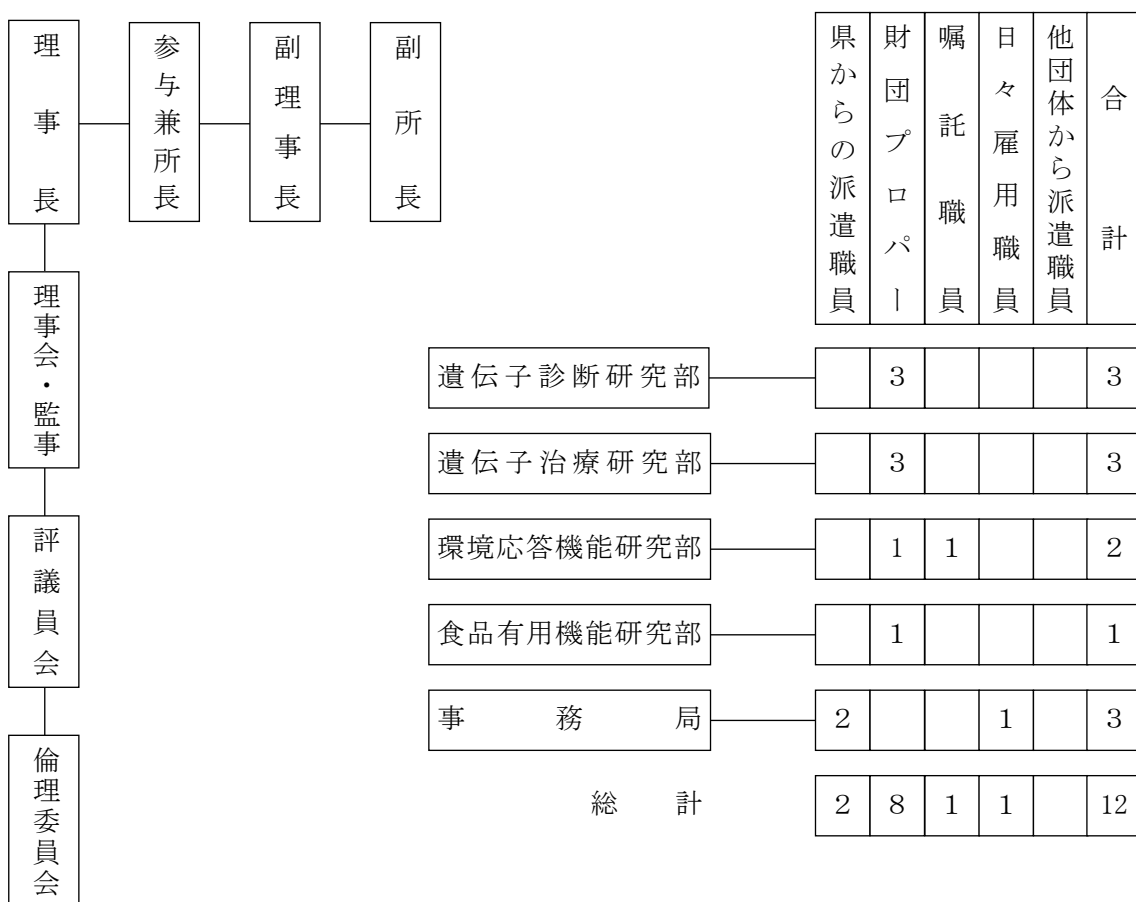 理事長
参与兼所長
副理事長
副所長
理事会・監事
評議員会
倫理委員会
県からの派遣職員
財団プロパー
嘱託職員
日々雇用職員
他団体から派遣職員
合計
遺伝子診断研究部 3 3
遺伝子治療研究部 3 3
環境応答機能研究部 1 1 2
食品有用機能研究部 1 1
事務局 2 1 3
総計 2 8 1 1 12